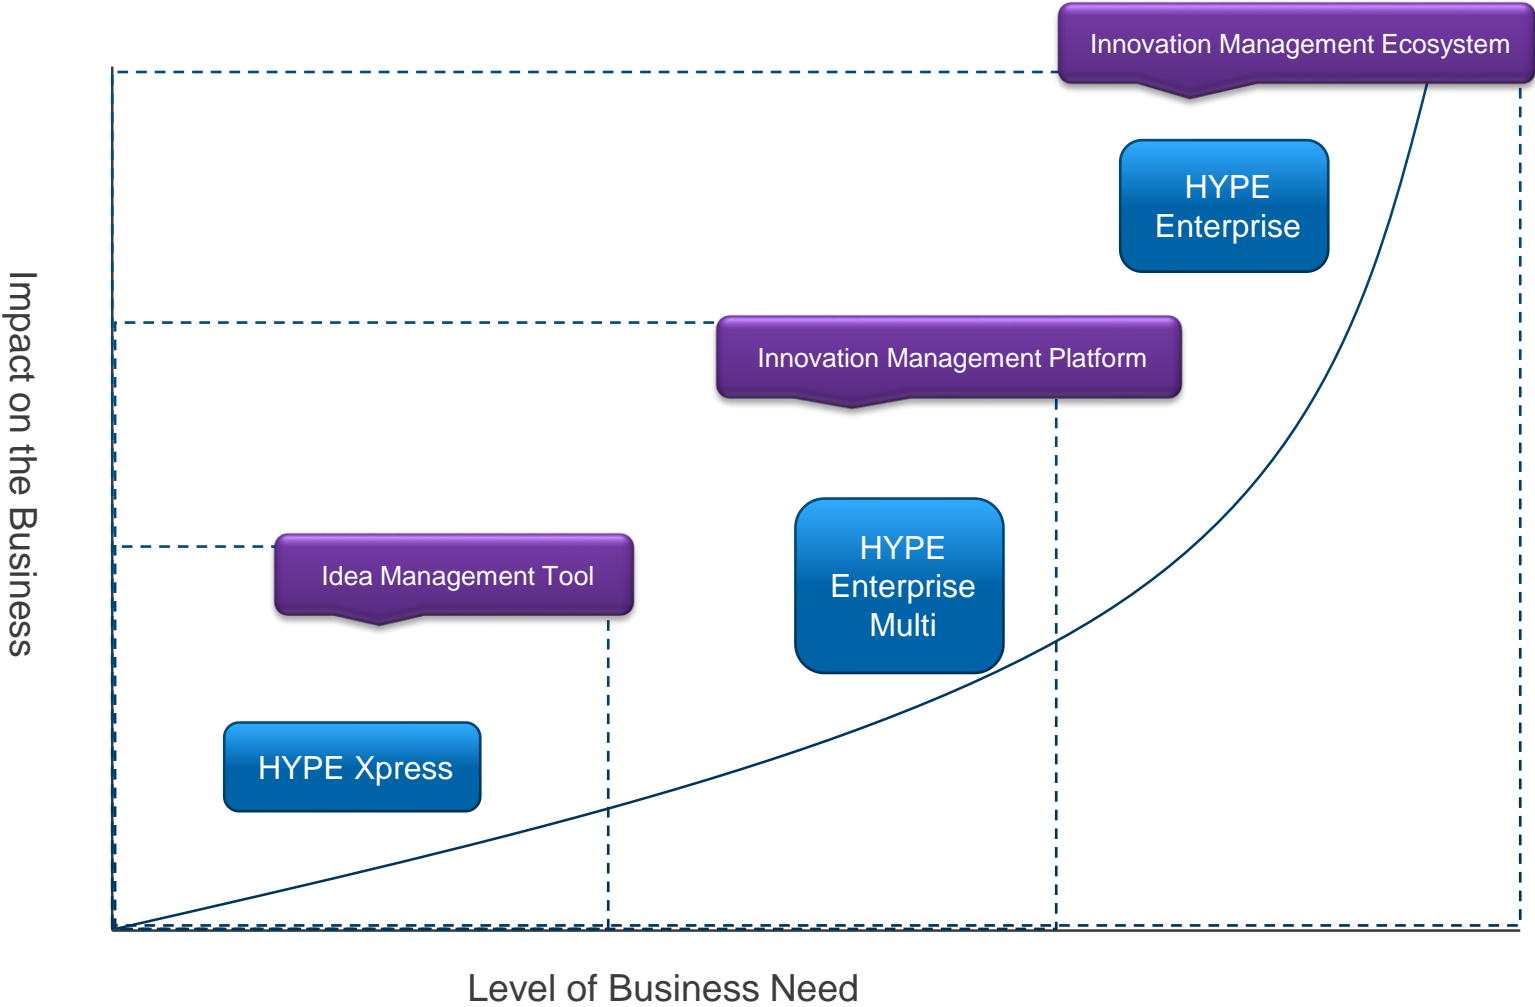 Innovation Management Ecosystem
HYPE
Enterprise
Innovation Management Platform
HYPE
Enterprise
Multi
Idea Management Tool
HYPE Xpress
Impact on the Business
Level of Business Need